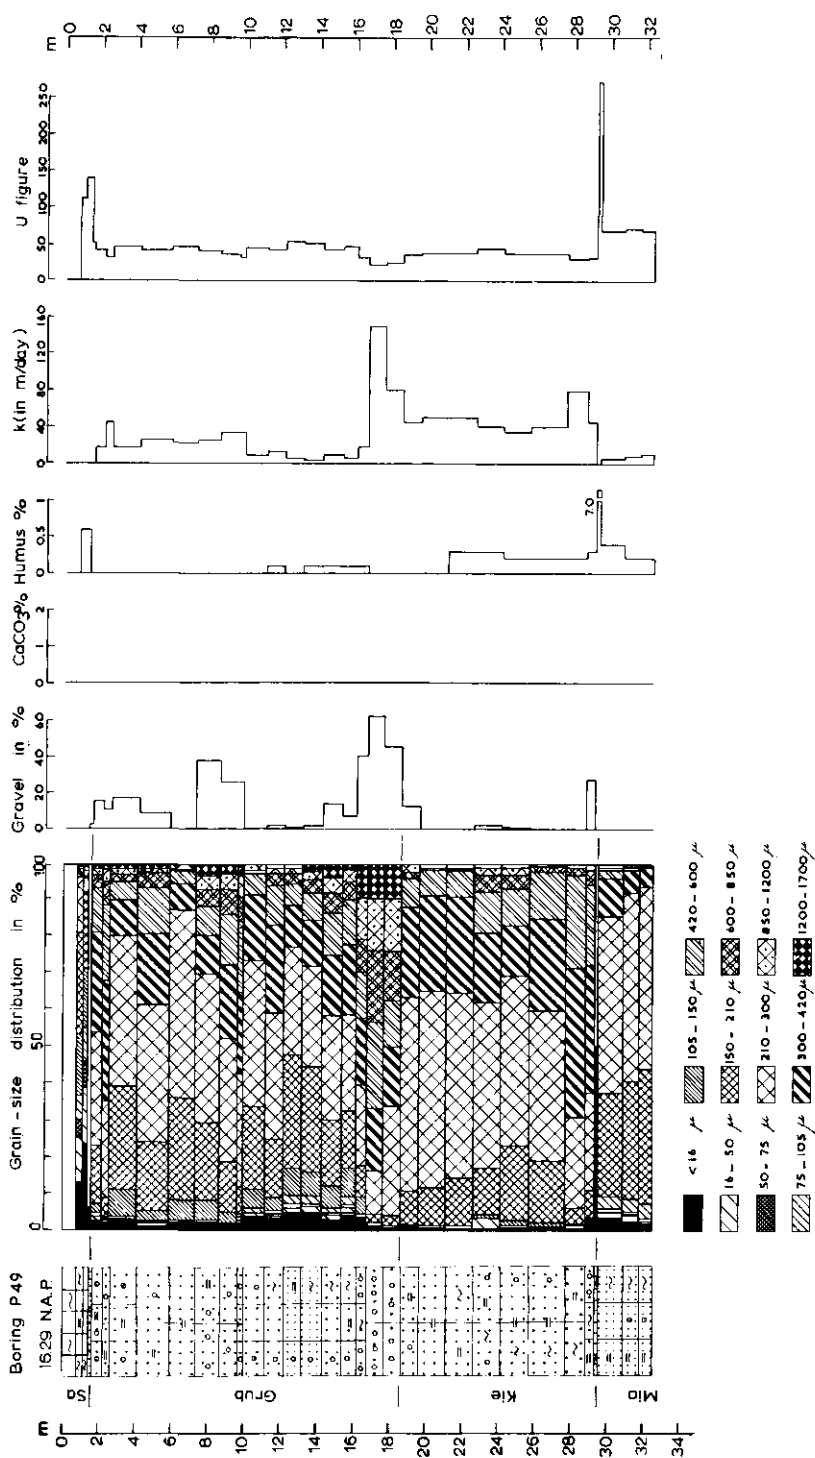 m
0 2 4 6 8 10 12 14 16 18 20 22 24 26 28 30 32
U figure
0 50 100 150 200 250
k (in m/day)
0 40 80 120 160
Humus %
0 0.5 1
7.0
CaCO3%
0 1 2
Gravel in %
0 20 40 60
Grain-size distribution in %
0 50 100
Boring P 49
16.29 N.A.P.
Sa
Grub
Kie
Mio
m
0 2 4 6 8 10 12 14 16 18 20 22 24 26 28 30 32 34
< 16 μ
16 – 50 μ
50 – 75 μ
75 – 105 μ
105 – 150 μ
150 – 210 μ
210 – 300 μ
300 – 420 μ
420 – 600 μ
600 – 850 μ
850 – 1200 μ
1200 – 1700 μ